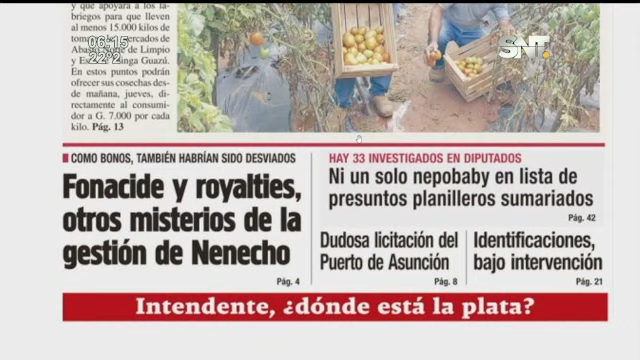 y que apoyará a los la-
briegos para que lleven
al menos 15.000 kilos de
Abasto Norte de Limpio
En estos puntos podrán
ofrecer sus cosechas des-
de mañana, jueves, di-
rectamente al consumi-
dor a G. 7.000 por cada
kilo. Pág. 13
06:15
22°2
SNT
COMO BONOS, TAMBIÉN HABRÍAN SIDO DESVIADOS
Fonacide y royalties,
otros misterios de la
gestión de Nenecho
Pág. 4
HAY 33 INVESTIGADOS EN DIPUTADOS
Ni un solo nepobaby en lista de
presuntos planilleros sumariados
Pág. 42
Dudosa licitación del
Puerto de Asunción
Pág. 8
Identificaciones,
bajo intervención
Pág. 21
Intendente, ¿dónde está la plata?